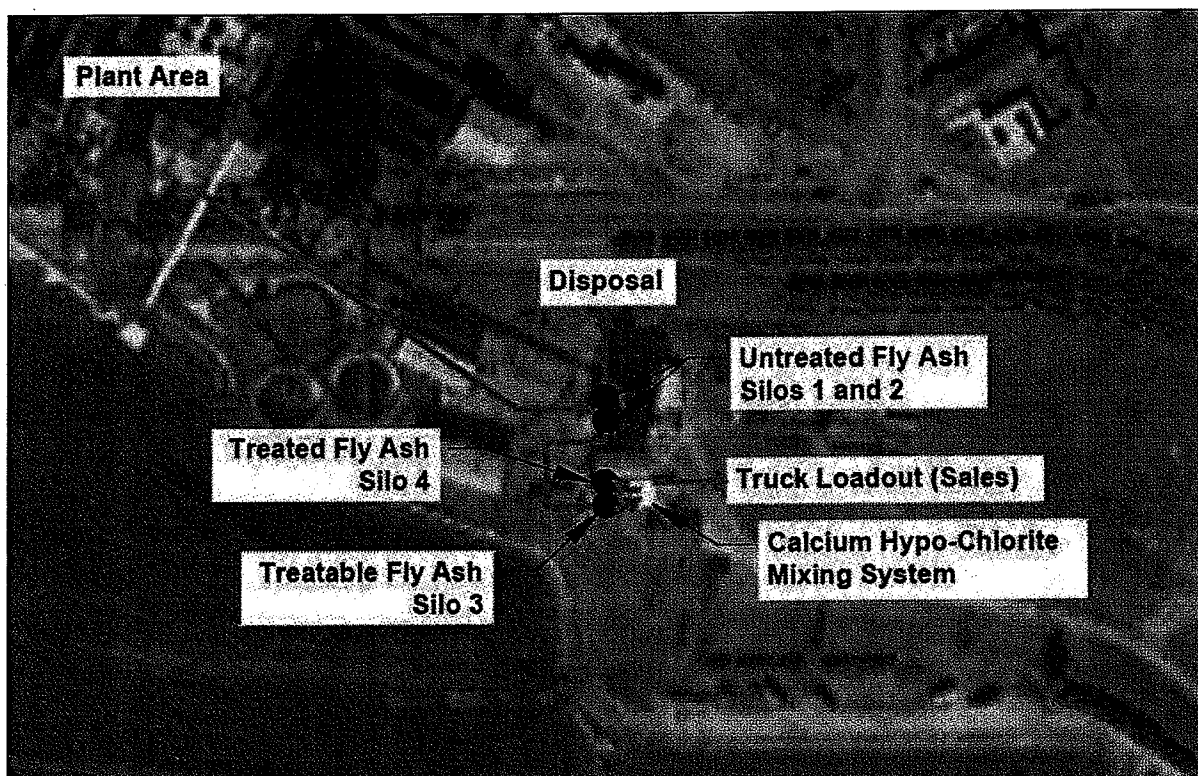 Plant Area
Disposal
Untreated Fly Ash
Silos 1 and 2
Treated Fly Ash
Silo 4
Truck Loadout (Sales)
Calcium Hypo-Chlorite
Mixing System
Treatable Fly Ash
Silo 3